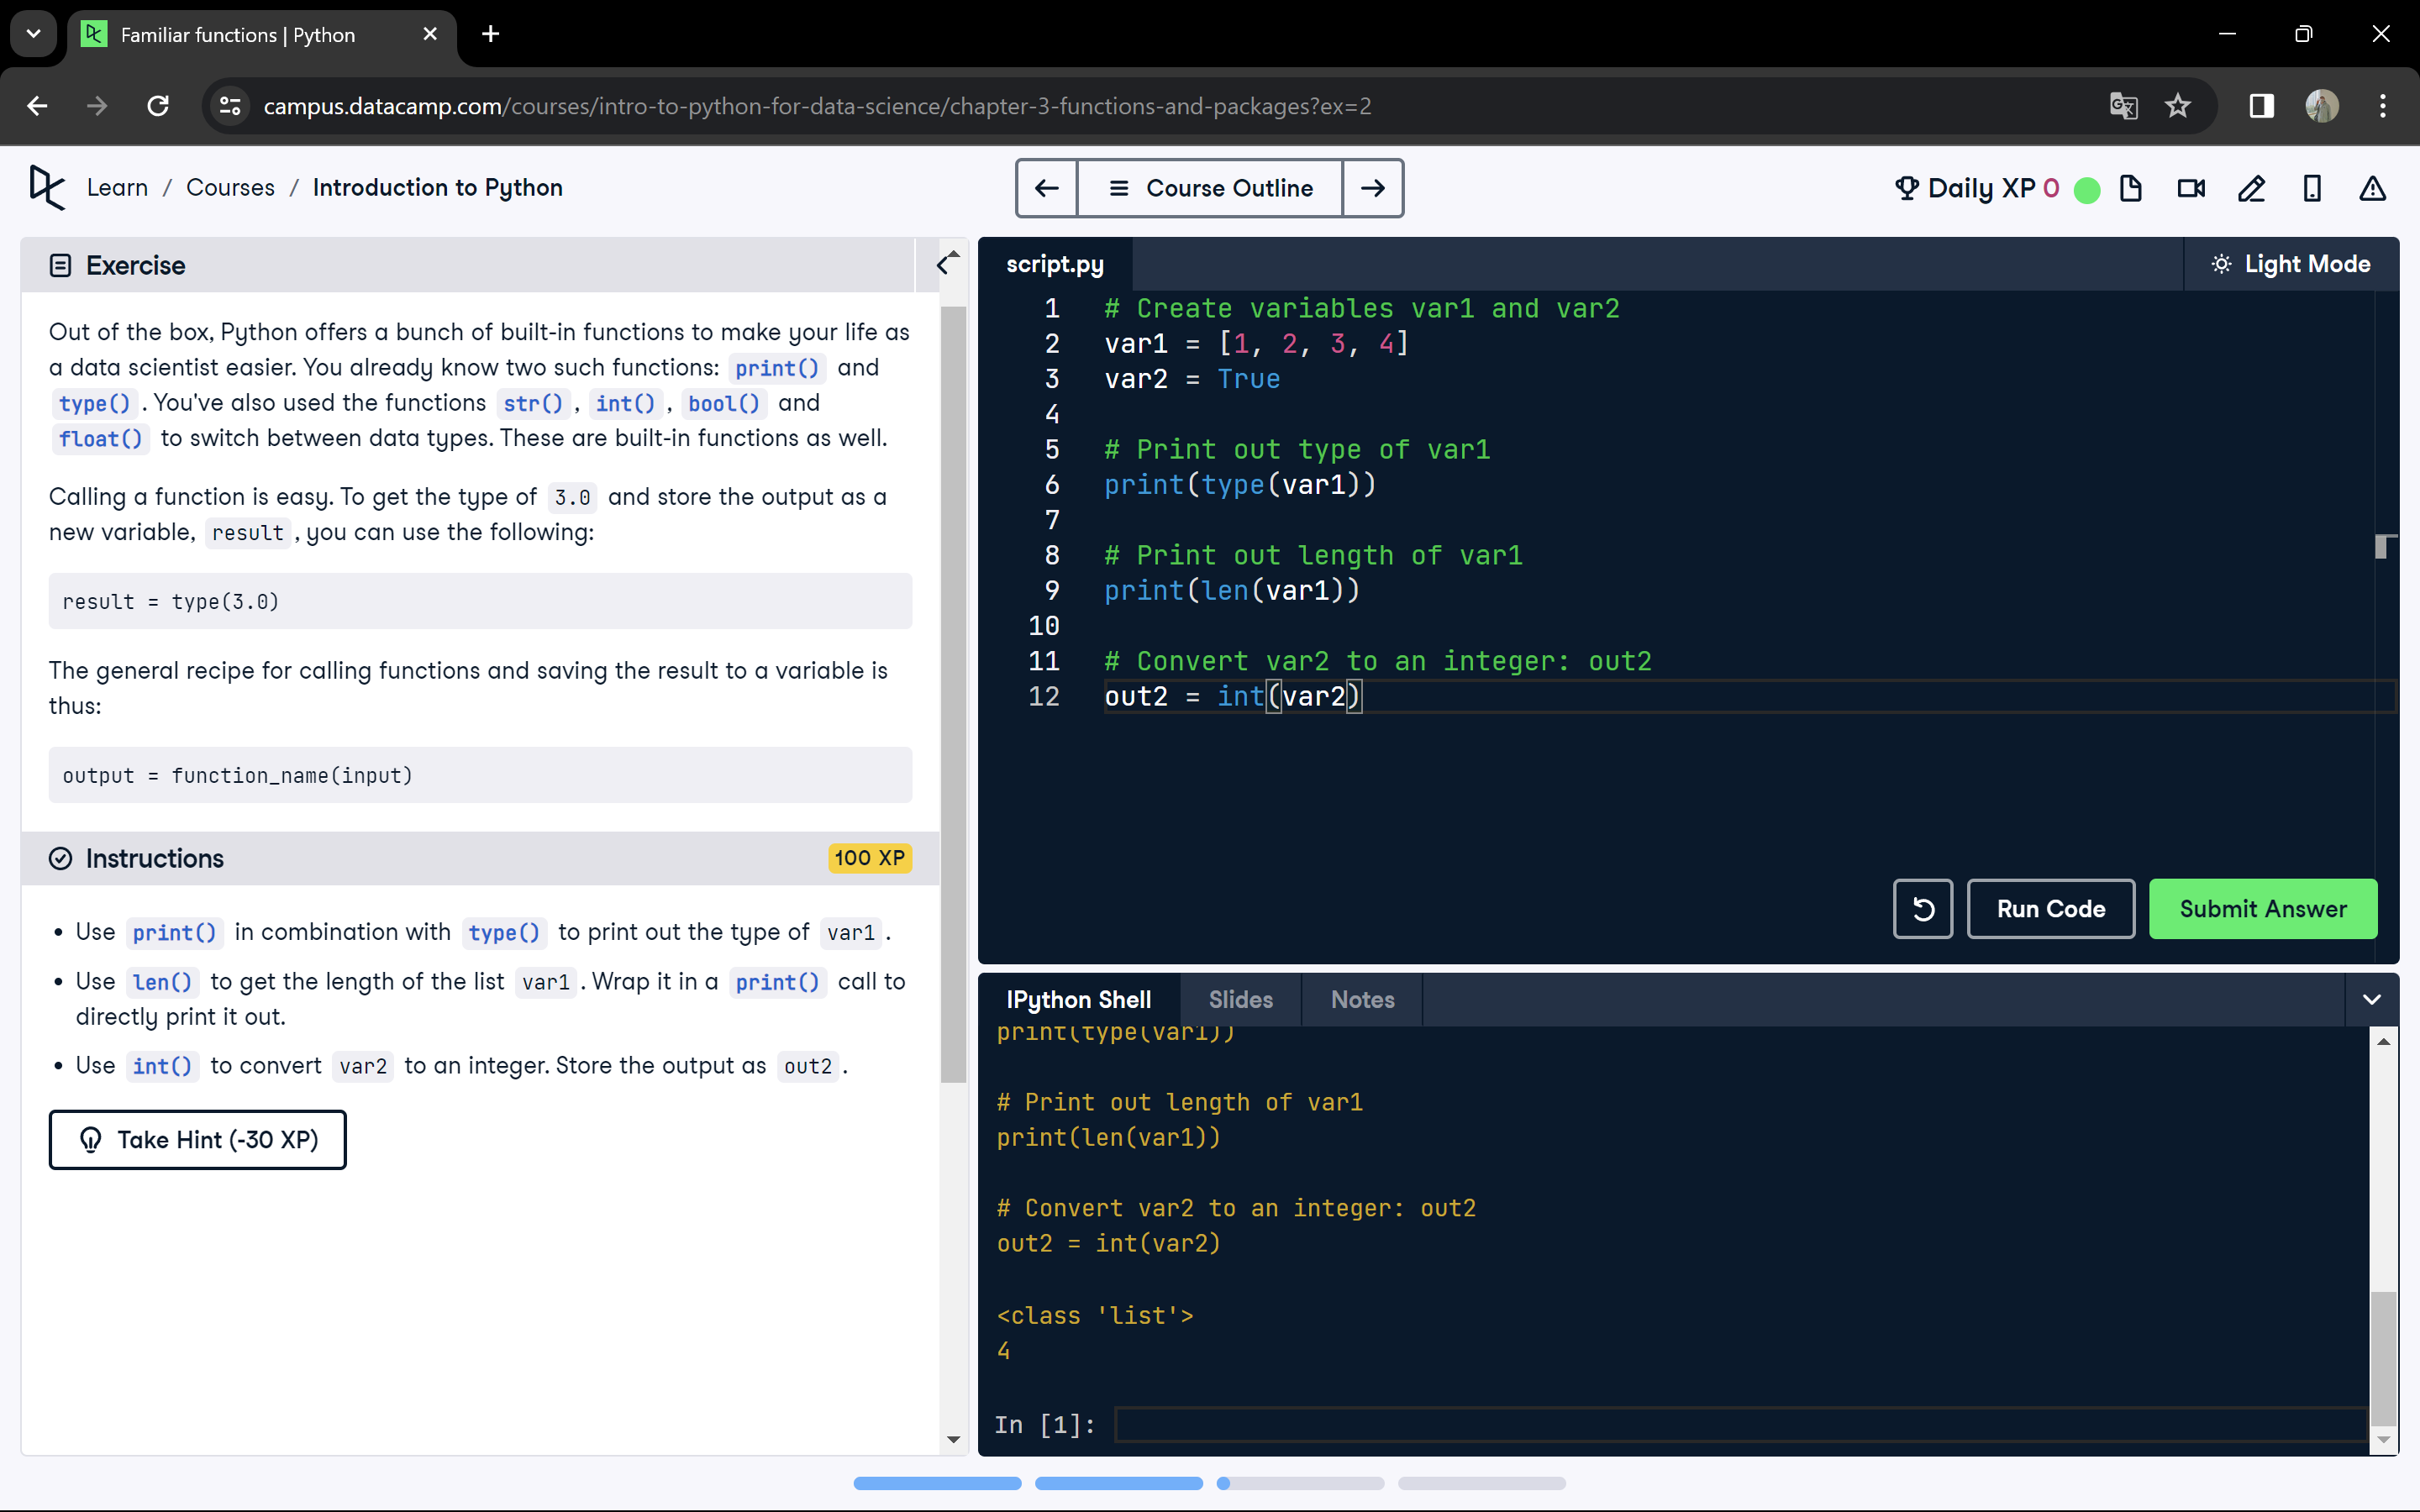 Familiar functions | Python
campus.datacamp.com/courses/intro-to-python-for-data-science/chapter-3-functions-and-packages?ex=2
Learn / Courses / Introduction to Python
Course Outline
Daily XP 0
Exercise
Out of the box, Python offers a bunch of built-in functions to make your life as
a data scientist easier. You already know two such functions: print() and
type(). You've also used the functions str(), int(), bool() and
float() to switch between data types. These are built-in functions as well.
Calling a function is easy. To get the type of 3.0 and store the output as a
new variable, result, you can use the following:
result = type(3.0)
The general recipe for calling functions and saving the result to a variable is
thus:
output = function_name(input)
Instructions
100 XP
• Use print() in combination with type() to print out the type of var1.
• Use len() to get the length of the list var1. Wrap it in a print() call to
directly print it out.
• Use int() to convert var2 to an integer. Store the output as out2.
Take Hint (-30 XP)
script.py
Light Mode
1 # Create variables var1 and var2
2 var1 = [1, 2, 3, 4]
3 var2 = True
4
5 # Print out type of var1
6 print(type(var1))
7
8 # Print out length of var1
9 print(len(var1))
10
11 # Convert var2 to an integer: out2
12 out2 = int(var2)
Run Code
Submit Answer
IPython Shell
Slides
Notes
print(type(var1))
# Print out length of var1
print(len(var1))
# Convert var2 to an integer: out2
out2 = int(var2)
<class 'list'>
4
In [1]: